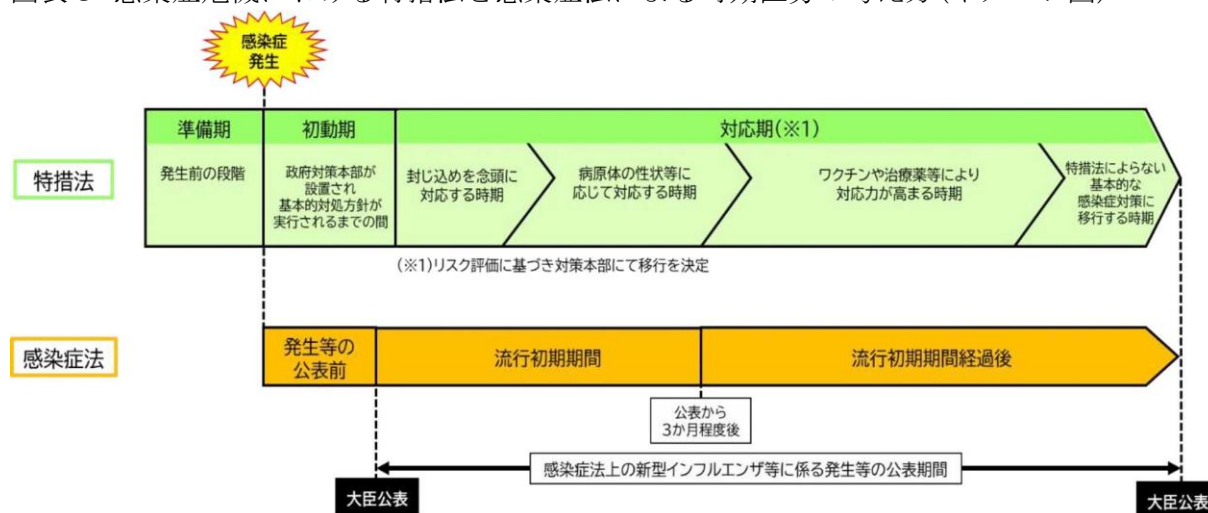 感染症
発生
準備期
初動期
対応期(※1)
特措法
発生前の段階
政府対策本部が
設置され
基本的対処方針が
実行されるまでの間
封じ込めを念頭に
対応する時期
病原体の性状等に
応じて対応する時期
ワクチンや治療薬等により
対応力が高まる時期
特措法によらない
基本的な
感染症対策に
移行する時期
(※1)リスク評価に基づき対策本部にて移行を決定
感染症法
発生等の
公表前
流行初期期間
流行初期期間経過後
公表から
3か月程度後
感染症法上の新型インフルエンザ等に係る発生等の公表期間
大臣公表
大臣公表